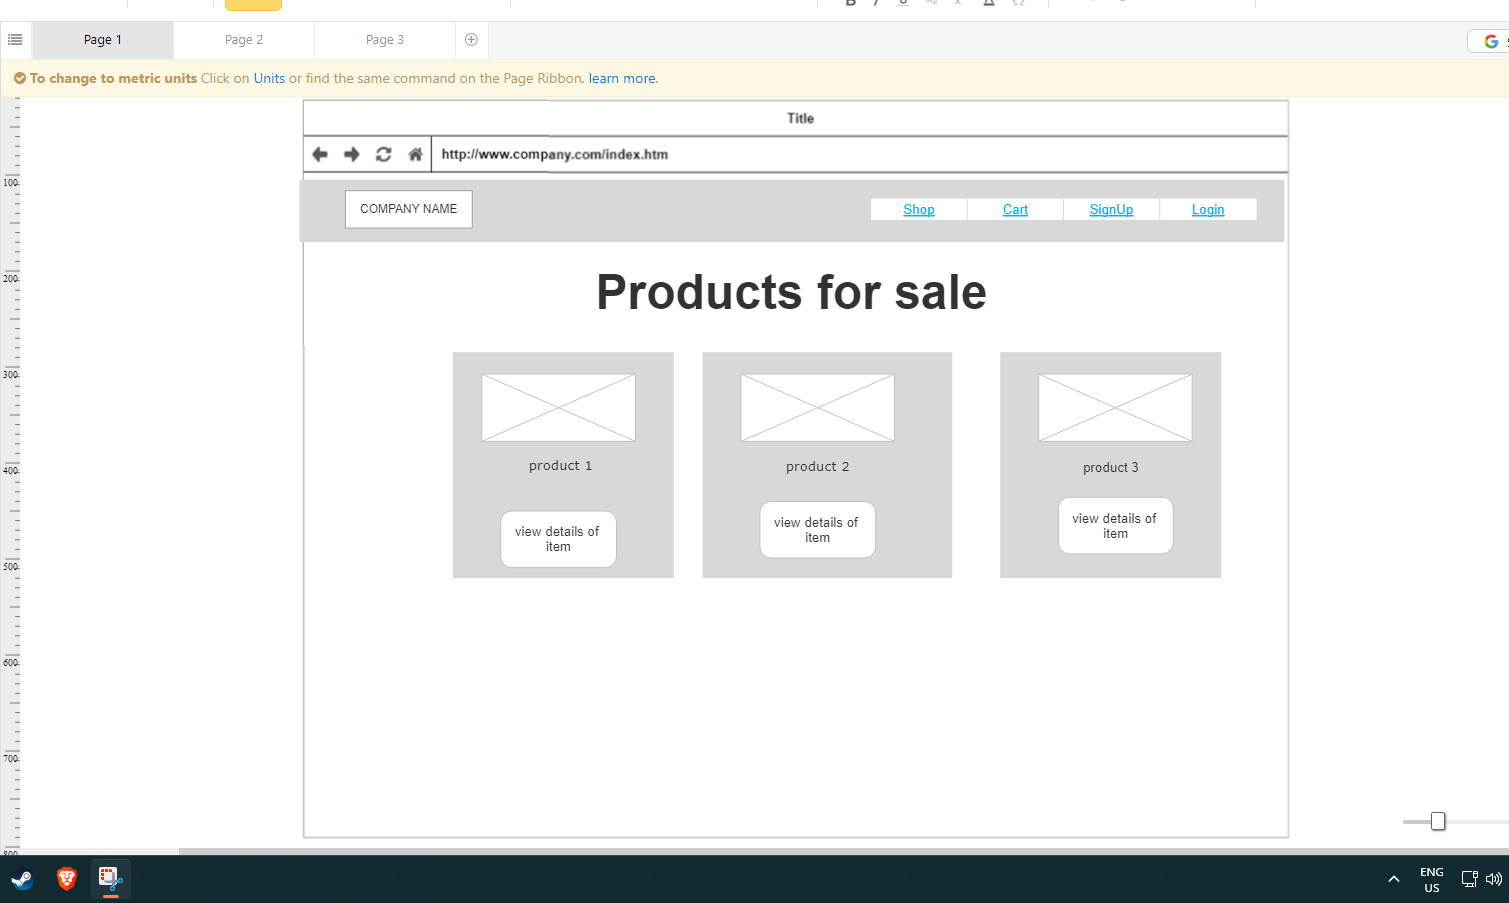 Page 1
Page 2
Page 3
To change to metric units Click on Units or find the same command on the Page Ribbon. learn more.
Title
http://www.company.com/index.htm
COMPANY NAME
Shop
Cart
SignUp
Login
Products for sale
product 1
product 2
product 3
view details of
item
view details of
item
view details of
item
100
200
300
400
500
600
700
800
ENG
US